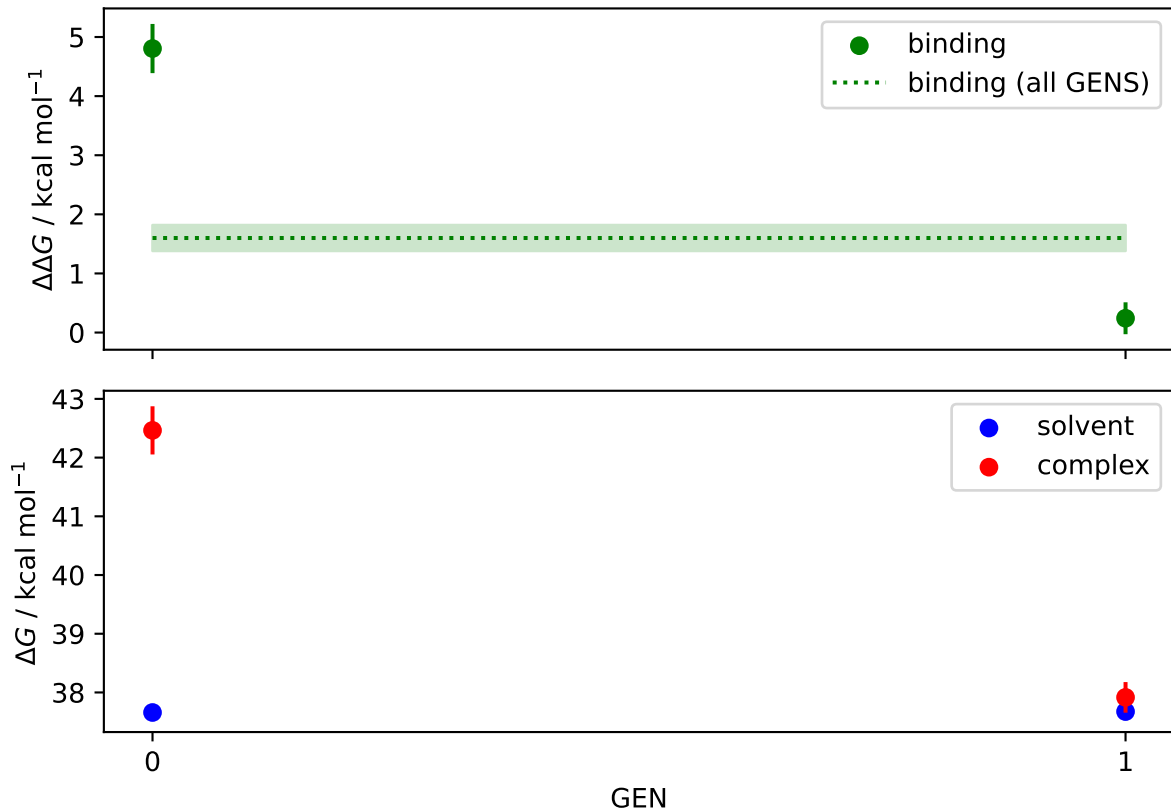 5
4
3
2
1
0
ΔΔG / kcal mol⁻¹
binding
binding (all GENS)
43
42
41
40
39
38
ΔG / kcal mol⁻¹
solvent
complex
0
1
GEN